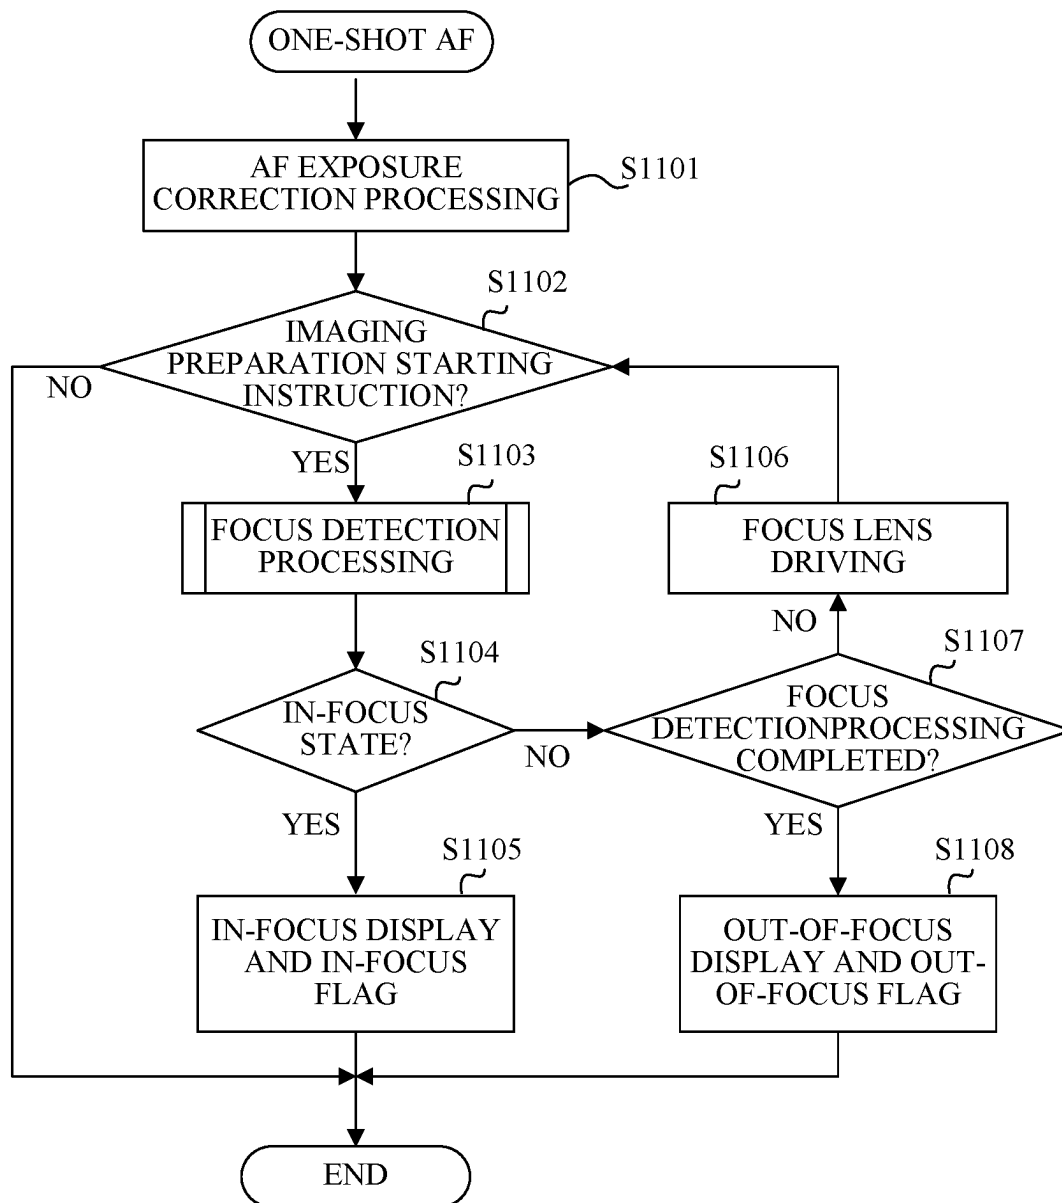 ONE-SHOT AF
AF EXPOSURE
CORRECTION PROCESSING
S1101
S1102
IMAGING
PREPARATION STARTING
INSTRUCTION?
NO
YES
S1103
FOCUS DETECTION
PROCESSING
S1106
FOCUS LENS
DRIVING
NO
S1104
IN-FOCUS
STATE?
NO
S1107
FOCUS
DETECTIONPROCESSING
COMPLETED?
YES
YES
S1105
IN-FOCUS DISPLAY
AND IN-FOCUS
FLAG
S1108
OUT-OF-FOCUS
DISPLAY AND OUT-
OF-FOCUS FLAG
END